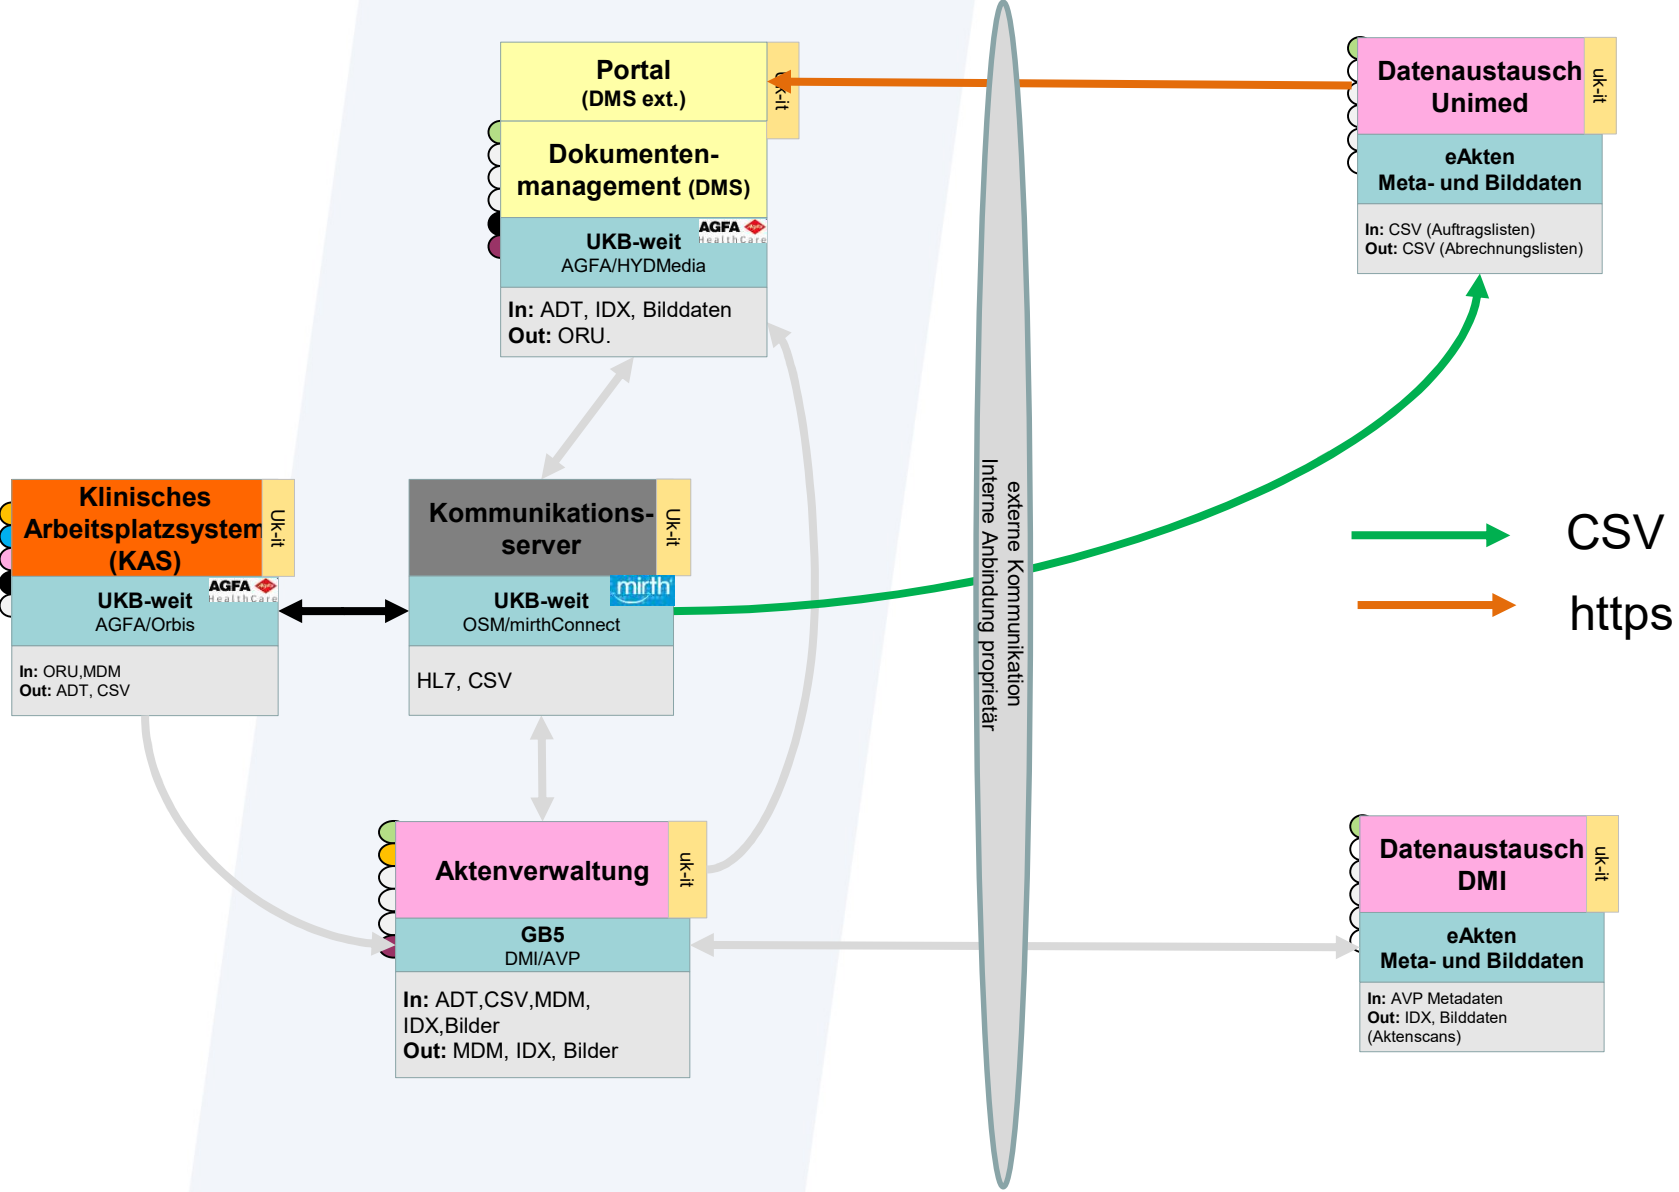 Portal
(DMS ext.)
Uk-it
Dokumenten-
management (DMS)
UKB-weit
AGFA/HYDMedia
AGFA
HealthCare
In: ADT, IDX, Bilddaten
Out: ORU.
Datenaustausch
Unimed
uk-it
eAkten
Meta- und Bilddaten
In: CSV (Auftragslisten)
Out: CSV (Abrechnungslisten)
Klinisches
Arbeitsplatzsystem
(KAS)
Uk-it
UKB-weit
AGFA/Orbis
AGFA
HealthCare
In: ORU,MDM
Out: ADT, CSV
Kommunikations-
server
Uk-it
UKB-weit
OSM/mirthConnect
mirth
HL7, CSV
externe Kommunikation
Interne Anbindung proprietär
CSV
https
Aktenverwaltung
uk-it
GB5
DMI/AVP
In: ADT,CSV,MDM,
IDX,Bilder
Out: MDM, IDX, Bilder
Datenaustausch
DMI
uk-it
eAkten
Meta- und Bilddaten
In: AVP Metadaten
Out: IDX, Bilddaten
(Aktenscans)